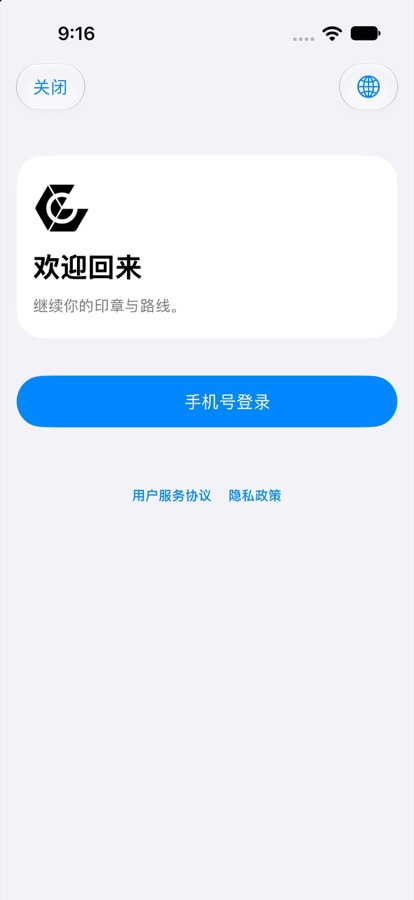 9:16
关闭
欢迎回来
继续你的印章与路线。
手机号登录
用户服务协议 隐私政策